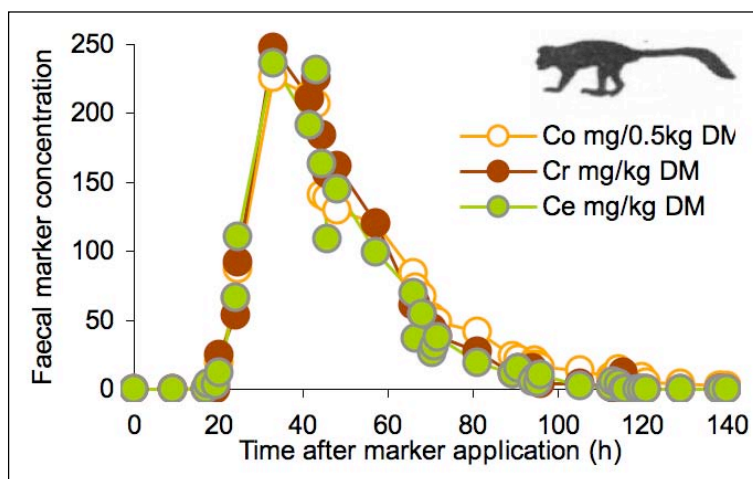 250
200
150
100
50
0
Faecal marker concentration
Co mg/0.5kg DM
Cr mg/kg DM
Ce mg/kg DM
0 20 40 60 80 100 120 140
Time after marker application (h)